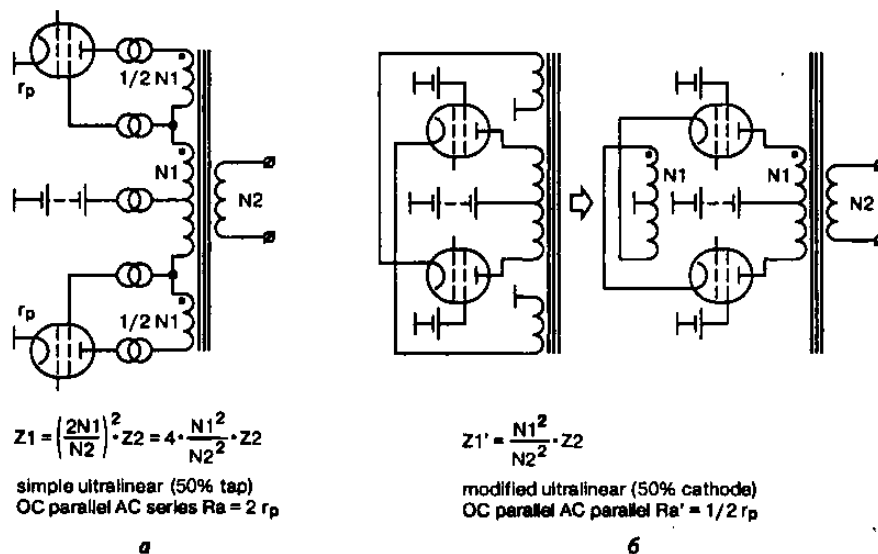 1/2 N1
rp
N1
N2
rp
1/2 N1
N1
N1
N2
Z1 = (2N1/N2)² · Z2 = 4 · N1²/N2² · Z2
simple ultralinear (50% tap)
OC parallel AC series Ra = 2 rp
а
Z1' = N1²/N2² · Z2
modified ultralinear (50% cathode)
OC parallel AC parallel Ra' = 1/2 rp
б